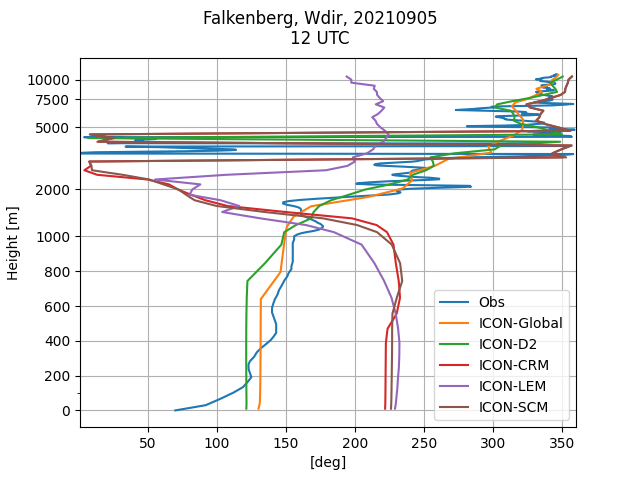 Falkenberg, Wdir, 20210905
12 UTC
10000
7500
5000
2000
1000
800
600
400
200
0
Height [m]
50 100 150 200 250 300 350
[deg]
Obs
ICON-Global
ICON-D2
ICON-CRM
ICON-LEM
ICON-SCM